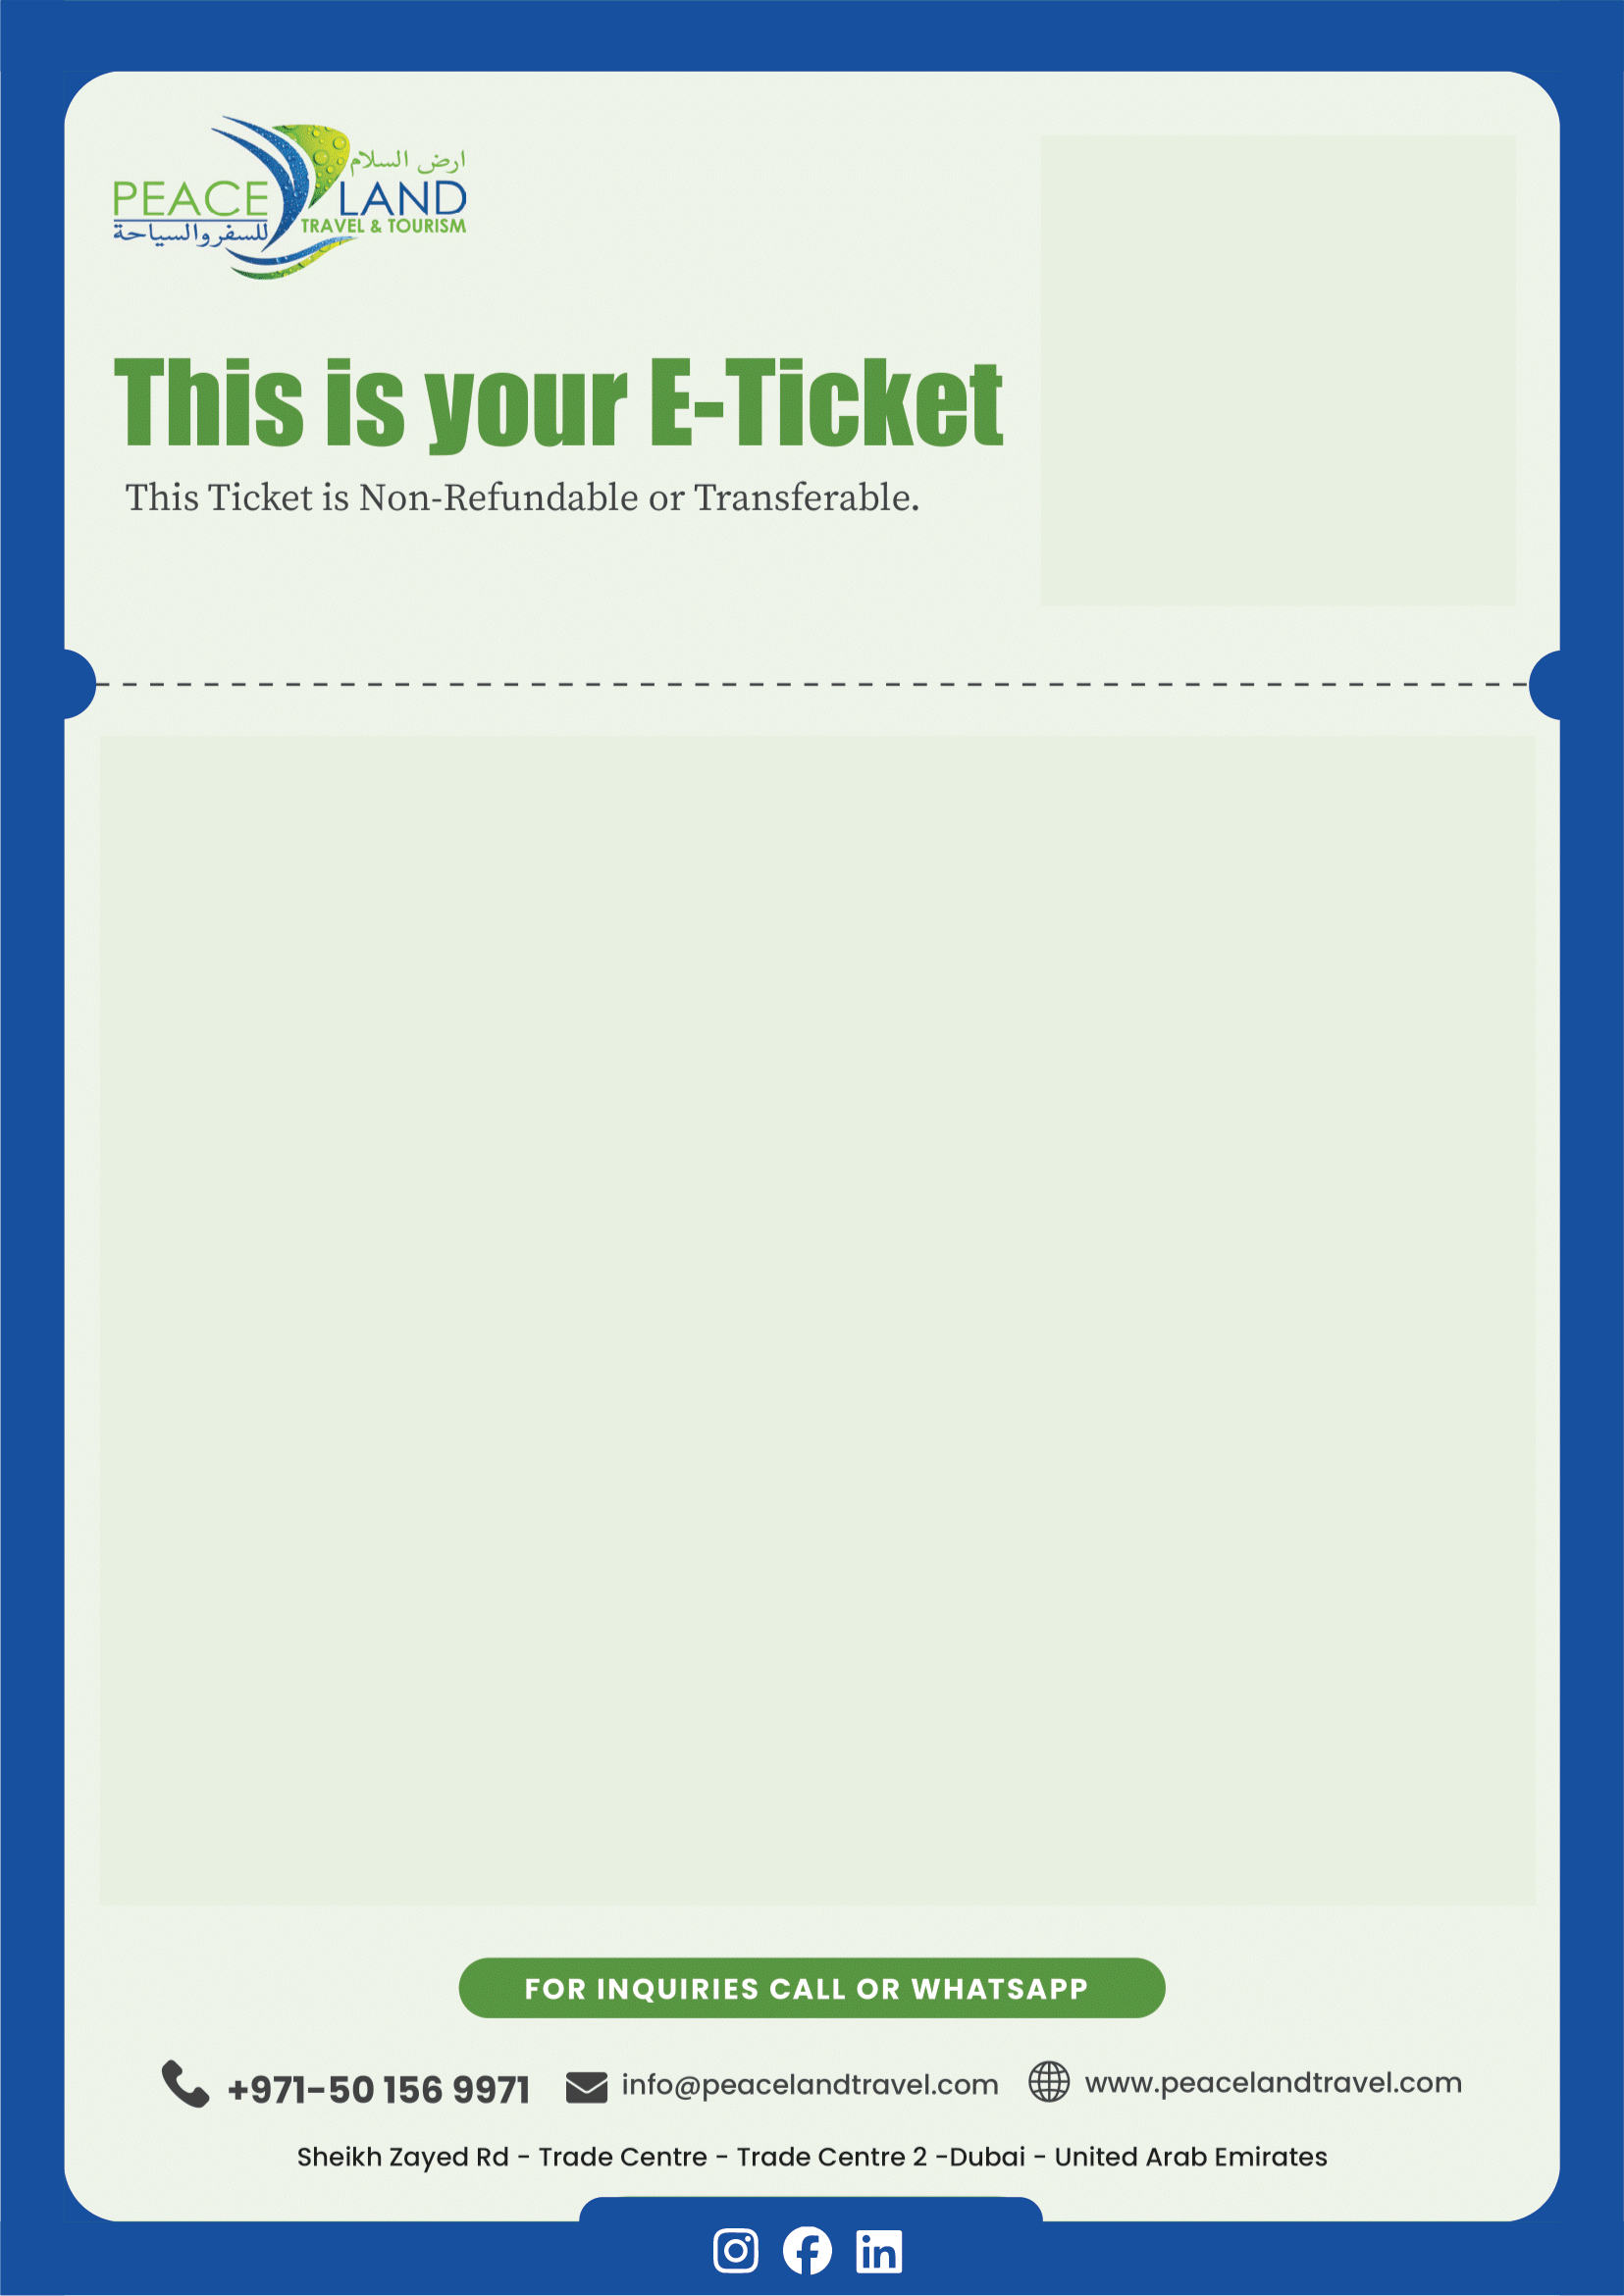 ارض السلام
PEACE LAND
للسفر والسياحة TRAVEL & TOURISM
This is your E-Ticket
This Ticket is Non-Refundable or Transferable.
FOR INQUIRIES CALL OR WHATSAPP
+971-50 156 9971 info@peacelandtravel.com www.peacelandtravel.com
Sheikh Zayed Rd - Trade Centre - Trade Centre 2 -Dubai - United Arab Emirates